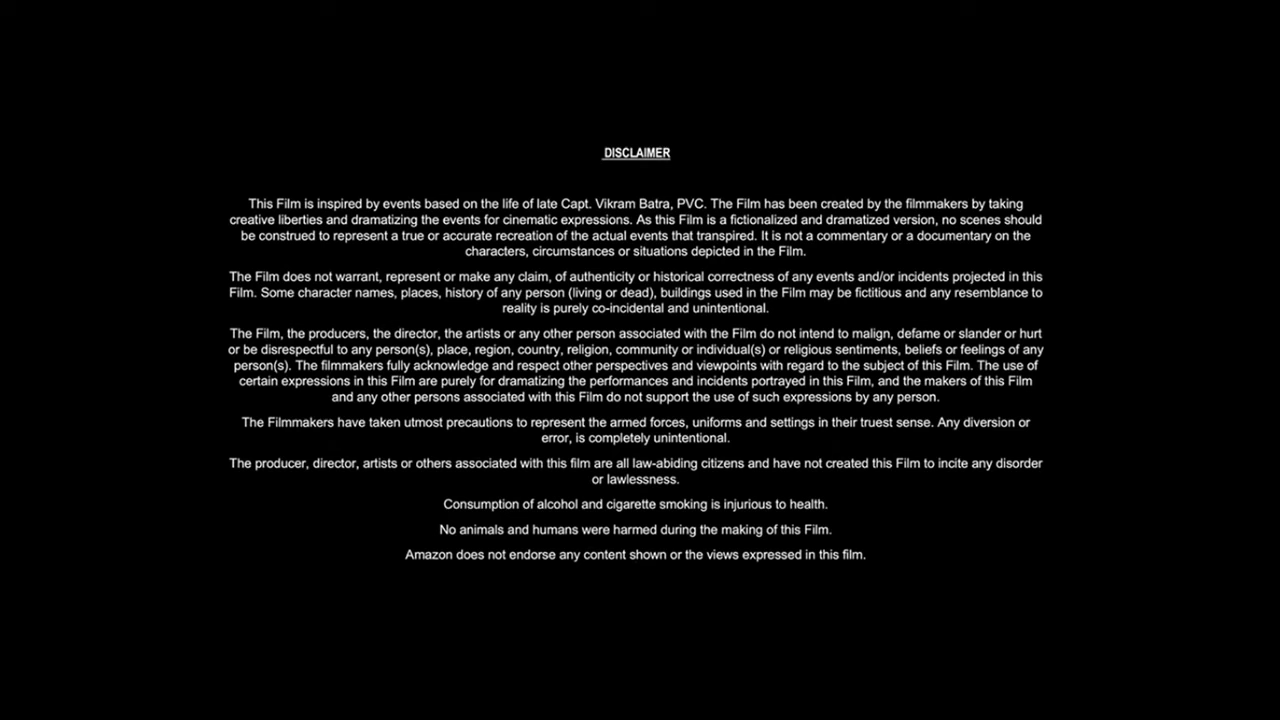 DISCLAIMER
This Film is inspired by events based on the life of late Capt. Vikram Batra, PVC. The Film has been created by the filmmakers by taking
creative liberties and dramatizing the events for cinematic expressions. As this Film is a fictionalized and dramatized version, no scenes should
be construed to represent a true or accurate recreation of the actual events that transpired. It is not a commentary or a documentary on the
characters, circumstances or situations depicted in the Film.
The Film does not warrant, represent or make any claim, of authenticity or historical correctness of any events and/or incidents projected in this
Film. Some character names, places, history of any person (living or dead), buildings used in the Film may be fictitious and any resemblance to
reality is purely co-incidental and unintentional.
The Film, the producers, the director, the artists or any other person associated with the Film do not intend to malign, defame or slander or hurt
or be disrespectful to any person(s), place, region, country, religion, community or individual(s) or religious sentiments, beliefs or feelings of any
person(s). The filmmakers fully acknowledge and respect other perspectives and viewpoints with regard to the subject of this Film. The use of
certain expressions in this Film are purely for dramatizing the performances and incidents portrayed in this Film, and the makers of this Film
and any other persons associated with this Film do not support the use of such expressions by any person.
The Filmmakers have taken utmost precautions to represent the armed forces, uniforms and settings in their truest sense. Any diversion or
error, is completely unintentional.
The producer, director, artists or others associated with this film are all law-abiding citizens and have not created this Film to incite any disorder
or lawlessness.
Consumption of alcohol and cigarette smoking is injurious to health.
No animals and humans were harmed during the making of this Film.
Amazon does not endorse any content shown or the views expressed in this film.